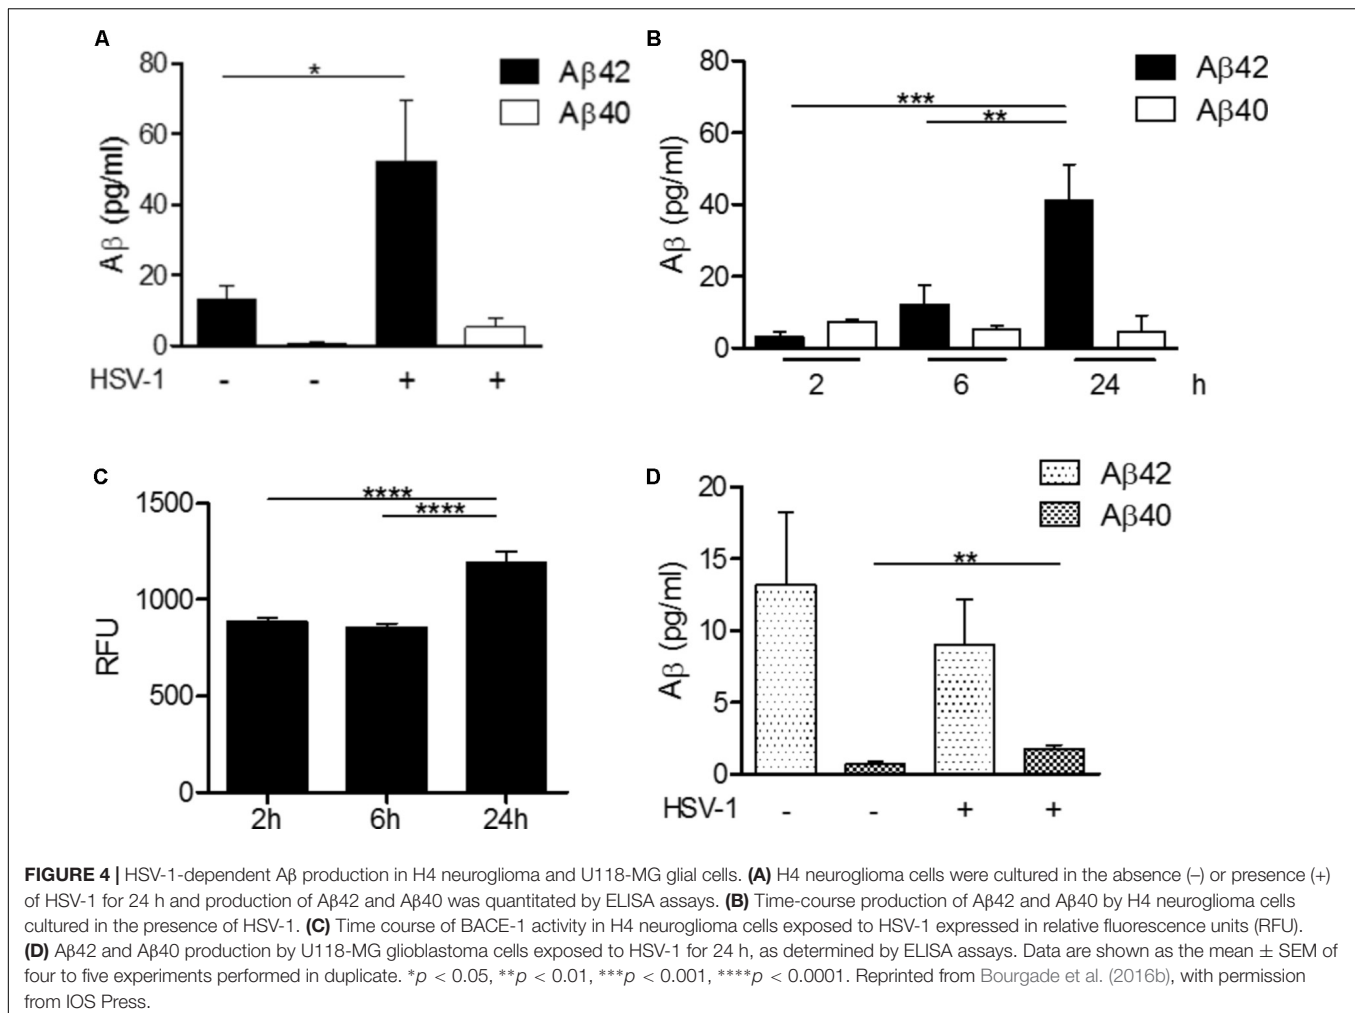 A
80
60
40
20
0
Aβ (pg/ml)
*
Aβ42
Aβ40
HSV-1 - - + +
B
80
60
40
20
0
Aβ (pg/ml)
***
**
Aβ42
Aβ40
2 6 24 h
C
1500
1000
500
0
RFU
****
****
2h 6h 24h
D
20
15
10
5
0
Aβ (pg/ml)
**
Aβ42
Aβ40
HSV-1 - - + +
FIGURE 4 | HSV-1-dependent Aβ production in H4 neuroglioma and U118-MG glial cells. (A) H4 neuroglioma cells were cultured in the absence (–) or presence (+)
of HSV-1 for 24 h and production of Aβ42 and Aβ40 was quantitated by ELISA assays. (B) Time-course production of Aβ42 and Aβ40 by H4 neuroglioma cells
cultured in the presence of HSV-1. (C) Time course of BACE-1 activity in H4 neuroglioma cells exposed to HSV-1 expressed in relative fluorescence units (RFU).
(D) Aβ42 and Aβ40 production by U118-MG glioblastoma cells exposed to HSV-1 for 24 h, as determined by ELISA assays. Data are shown as the mean ± SEM of
four to five experiments performed in duplicate. *p < 0.05, **p < 0.01, ***p < 0.001, ****p < 0.0001. Reprinted from Bourgade et al. (2016b), with permission
from IOS Press.